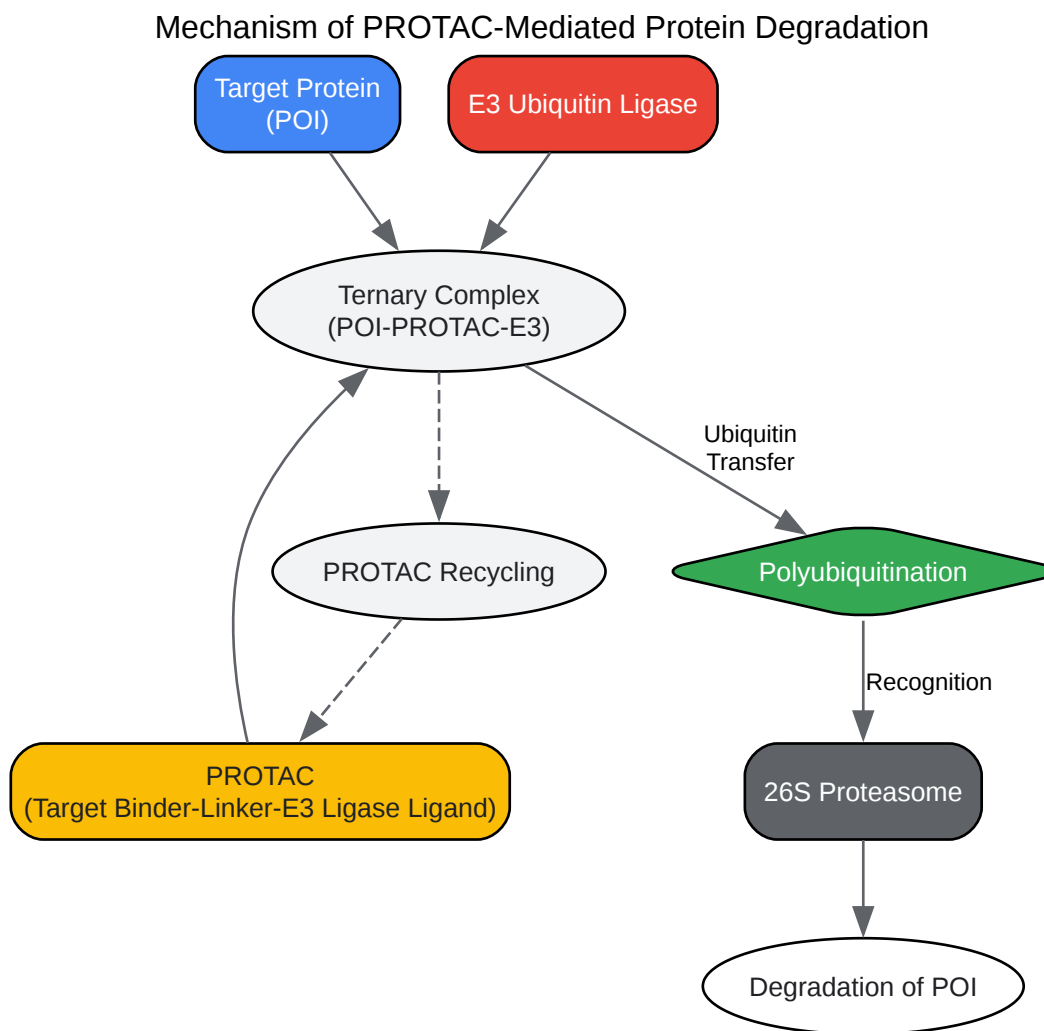 Mechanism of PROTAC-Mediated Protein Degradation
Target Protein
(POI)
E3 Ubiquitin Ligase
Ternary Complex
(POI-PROTAC-E3)
Ubiquitin
Transfer
PROTAC Recycling
Polyubiquitination
Recognition
PROTAC
(Target Binder-Linker-E3 Ligase Ligand)
26S Proteasome
Degradation of POI